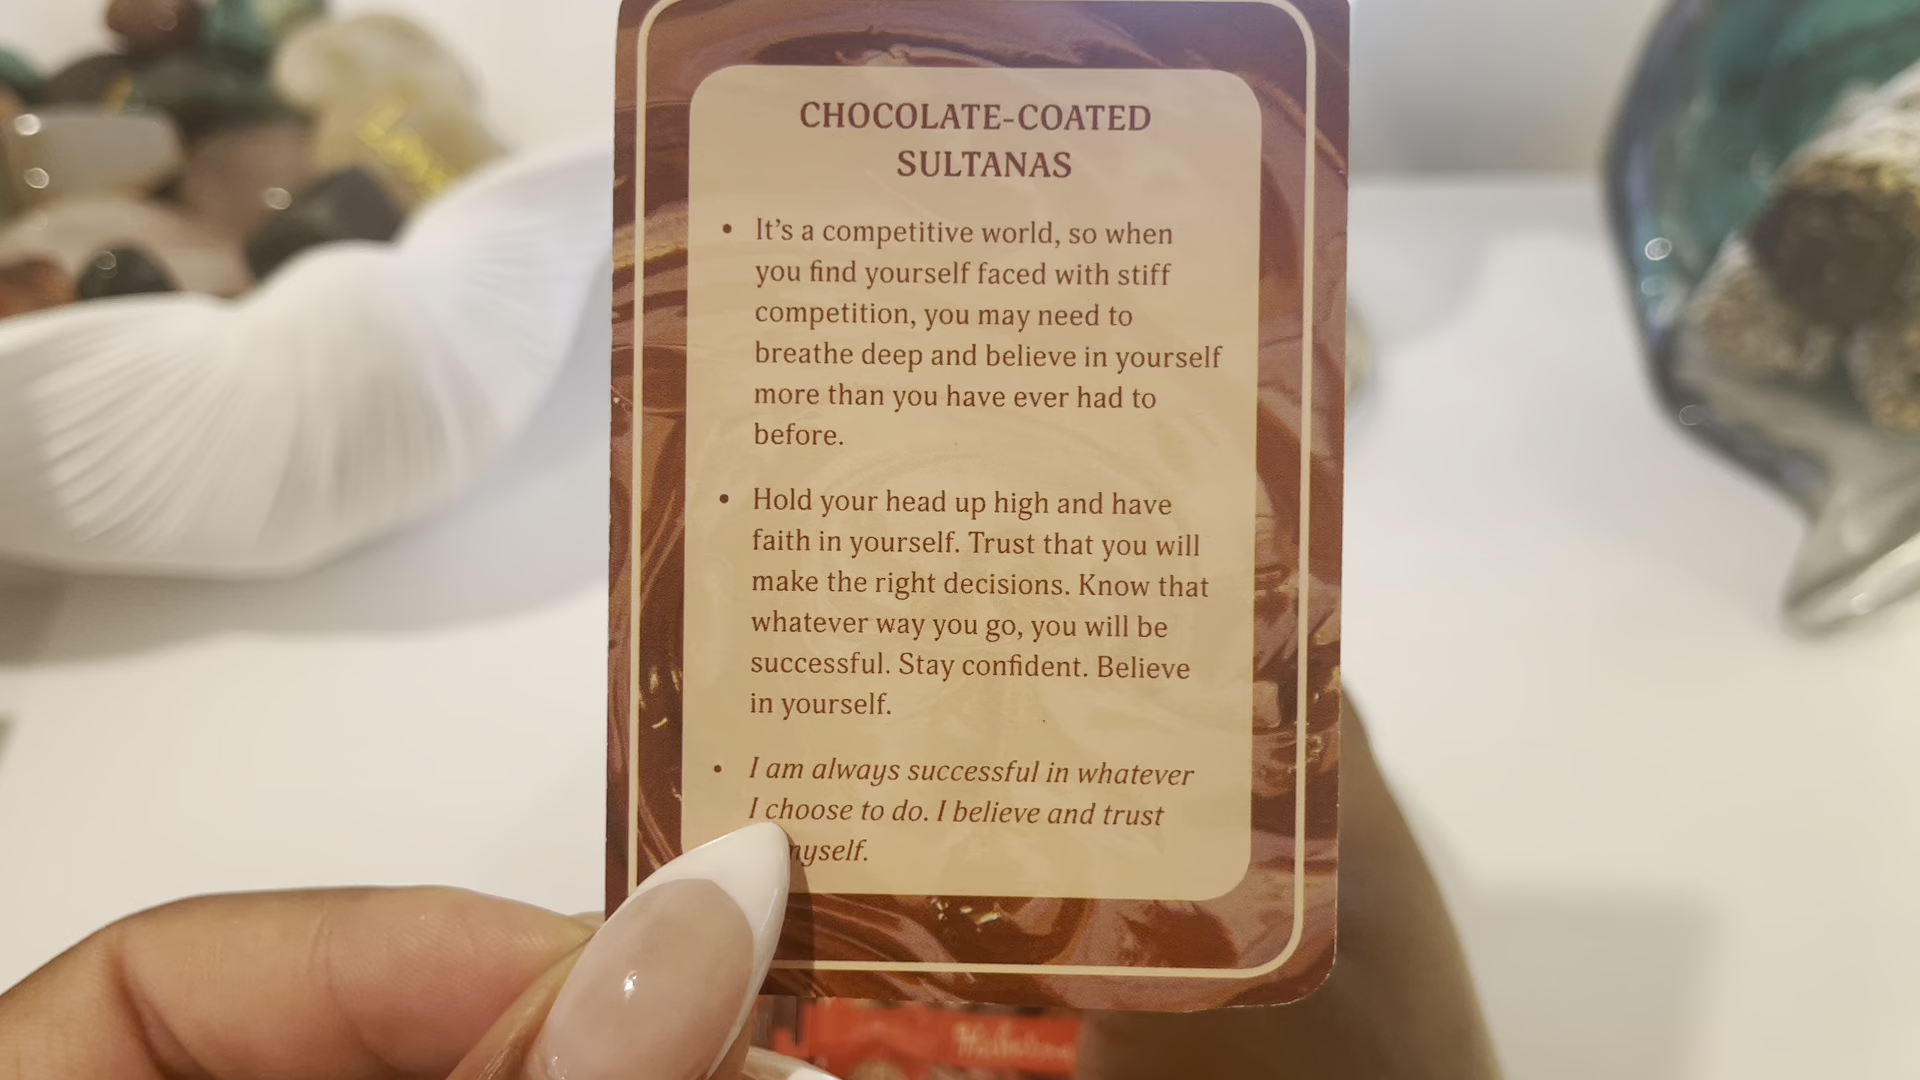 CHOCOLATE-COATED
SULTANAS
• It's a competitive world, so when
you find yourself faced with stiff
competition, you may need to
breathe deep and believe in yourself
more than you have ever had to
before.
• Hold your head up high and have
faith in yourself. Trust that you will
make the right decisions. Know that
whatever way you go, you will be
successful. Stay confident. Believe
in yourself.
• I am always successful in whatever
I choose to do. I believe and trust
myself.